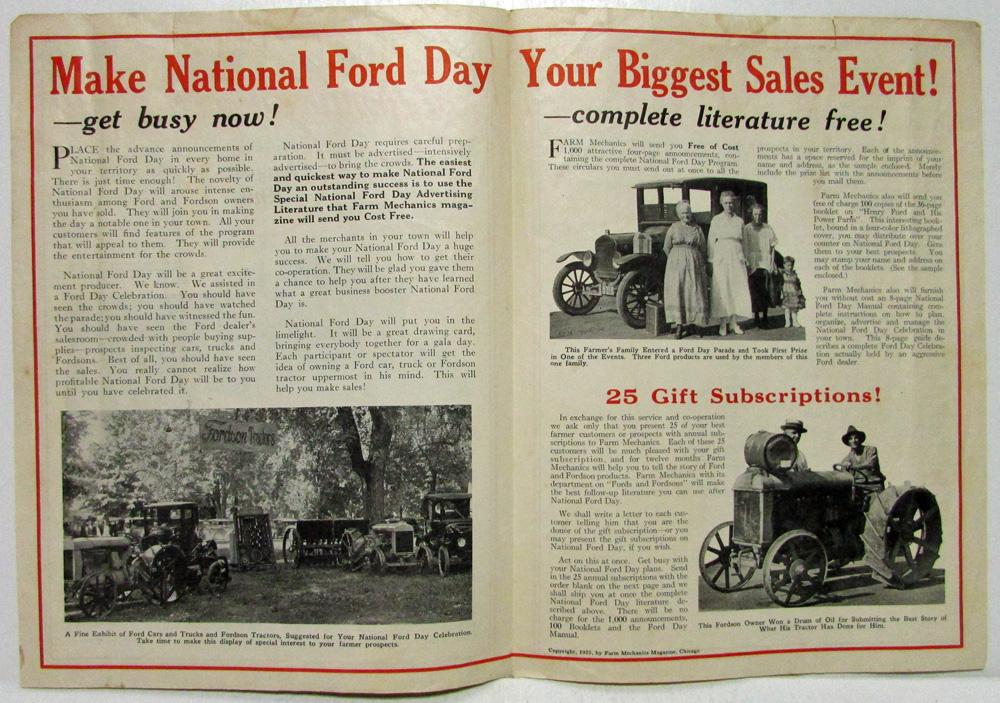 Make National Ford Day
—get busy now!
PLACE the advance announcements of
National Ford Day in every home in
your territory as quickly as possible.
There is just time enough! The novelty of
National Ford Day will arouse intense en-
thusiasm among Ford and Fordson owners
you have sold. They will join you in making
the day a notable one in your town. All your
customers will find features of the program
that will appeal to them. They will provide
the entertainment for the crowds.
National Ford Day will be a great excite-
ment producer. We know. We assisted in
a Ford Day Celebration. You should have
seen the crowds; you should have watched
the parade; you should have witnessed the fun.
You should have seen the Ford dealer's
salesroom—crowded with people buying sup-
plies—prospects inspecting cars, trucks and
Fordsons. Best of all, you should have seen
the sales. You really cannot realize how
profitable National Ford Day will be to you
until you have celebrated it.
National Ford Day requires careful prep-
aration. It must be advertised—intensively
advertised—to bring the crowds. The easiest
and quickest way to make National Ford
Day an outstanding success is to use the
Special National Ford Day Advertising
Literature that Farm Mechanics maga-
zine will send you Cost Free.
All the merchants in your town will help
you to make your National Ford Day a huge
success. We will tell you how to get their
co-operation. They will be glad you gave them
a chance to help you after they have learned
what a great business booster National Ford
Day is.
National Ford Day will put you in the
limelight. It will be a great drawing card,
bringing everybody together for a gala day.
Each participant or spectator will get the
idea of owning a Ford car, truck or Fordson
tractor uppermost in his mind. This will
help you make sales!
Fordson Tractors
A Fine Exhibit of Ford Cars and Trucks and Fordson Tractors, Suggested for Your National Ford Day Celebration.
Take time to make this display of special interest to your farmer prospects.
Your Biggest Sales Event!
—complete literature free!
FARM Mechanics will send you Free of Cost
1,000 attractive four-page announcements, con-
taining the complete National Ford Day Program.
These circulars you must send out at once to all the
prospects in your territory. Each of the announce-
ments has a space reserved for the imprint of your
name and address, as the sample enclosed. Merely
include the prize list with the announcements before
you mail them.
Farm Mechanics will also send you
free of charge 100 copies of the 36-page
booklet on "Henry Ford and His
Power Farm". This interesting book-
let, bound in a four-color lithographed
cover, you may distribute over your
counter on National Ford Day. Give
them to your best prospects. You
may stamp your name and address on
each of the booklets. (See the sample
enclosed.)
Farm Mechanics will also furnish
you without cost an 8-page National
Ford Day Manual containing com-
plete instructions on how to plan,
organize, advertise and manage the
National Ford Day Celebration in
your town. This 8-page guide de-
scribes a complete Ford Day Celebra-
tion actually held by an aggressive
Ford dealer.
This Farmer's Family Entered a Ford Day Parade and Took First Prize
in One of the Events. Three Ford products are used by the members of this
one family.
25 Gift Subscriptions!
In exchange for this service and co-operation
we ask only that you present 25 of your best
farmer customers or prospects with annual sub-
scriptions to Farm Mechanics. Each of these 25
customers will be much pleased with your gift
subscription, and for twelve months Farm
Mechanics will help you to tell the story of Ford
and Fordson products. Farm Mechanics with its
department on "Fords and Fordsons" will make
the best follow-up literature you can use after
National Ford Day.
We shall write a letter to each cus-
tomer telling him that you are the
donor of the gift subscription—or you
may present the gift subscriptions on
National Ford Day, if you wish.
Act on this at once. Get busy with
your National Ford Day plans. Send
in the 25 annual subscriptions with the
order blank on the next page and we
shall ship you at once the complete
National Ford Day literature de-
scribed above. There will be no
charge for the 1,000 announcements,
100 Booklets and the Ford Day
Manual.
This Fordson Owner Won a Drum of Oil for Submitting the Best Story of
What His Tractor Has Done for Him.
Copyright, 1925, by Farm Mechanics Magazine, Chicago